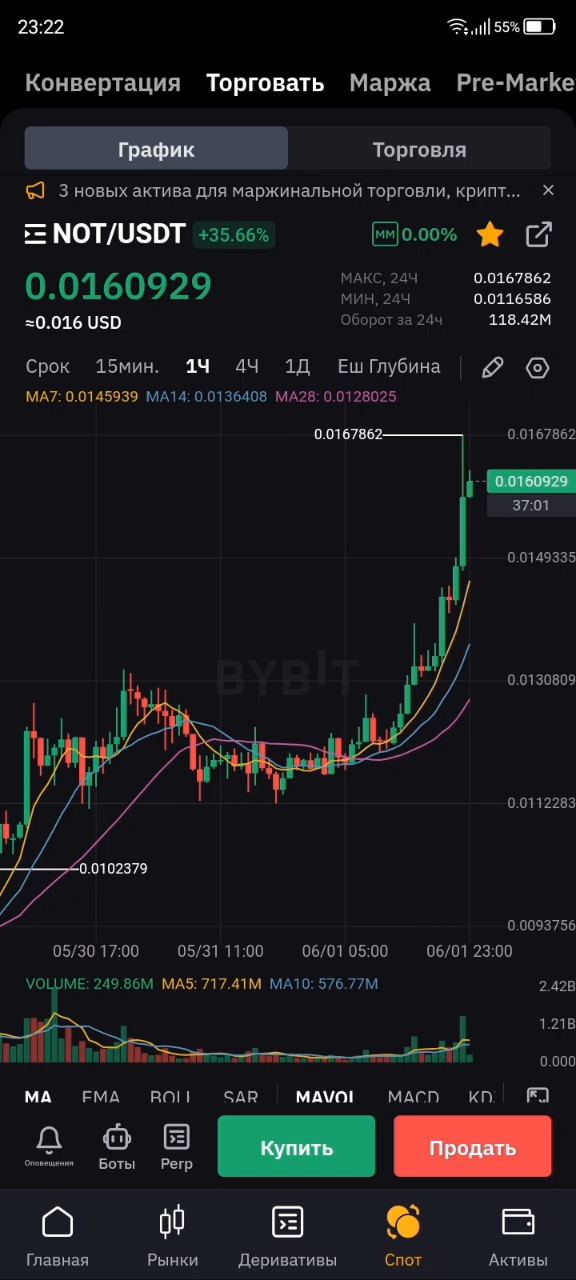 23:22 55%
Конвертация Торговать Маржа Pre-Marke
График Торговля
3 новых актива для маржинальной торговли, крипт...
NOT/USDT +35.66% MM 0.00%
0.0160929
≈0.016 USD
МАКС, 24Ч 0.0167862
МИН, 24Ч 0.0116586
Оборот за 24ч 118.42M
Срок 15мин. 1Ч 4Ч 1Д Ещ Глубина
MA7: 0.0145939 MA14: 0.0136408 MA28: 0.0128025
0.0167862 0.0167862
0.0160929
37:01
0.0149335
BYBIT
0.0130809
0.0112283
0.0102379
0.0093756
05/30 17:00 05/31 11:00 06/01 05:00 06/01 23:00
VOLUME: 249.86M MA5: 717.41M MA10: 576.77M
2.42B
1.21B
0.000
MA EMA BOLL SAR MAVOL MACD KD
Оповещения Боты Perp Купить Продать
Главная Рынки Деривативы Спот Активы